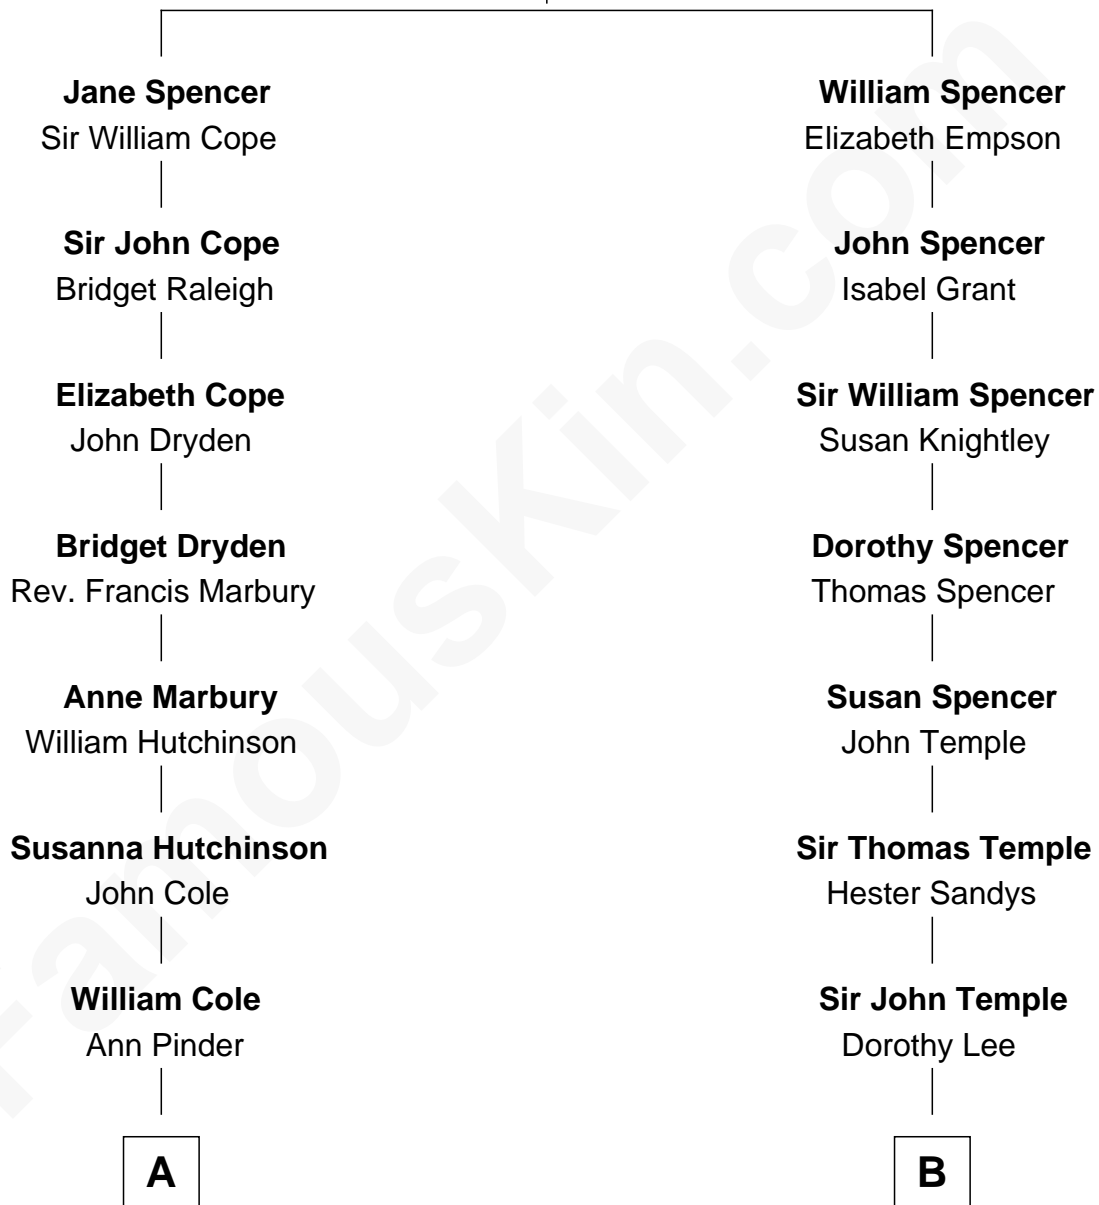 Jane Spencer
Sir William Cope
Sir John Cope
Bridget Raleigh
Elizabeth Cope
John Dryden
Bridget Dryden
Rev. Francis Marbury
Anne Marbury
William Hutchinson
Susanna Hutchinson
John Cole
William Cole
Ann Pinder
A
William Spencer
Elizabeth Empson
John Spencer
Isabel Grant
Sir William Spencer
Susan Knightley
Dorothy Spencer
Thomas Spencer
Susan Spencer
John Temple
Sir Thomas Temple
Hester Sandys
Sir John Temple
Dorothy Lee
B
FamousKin.com